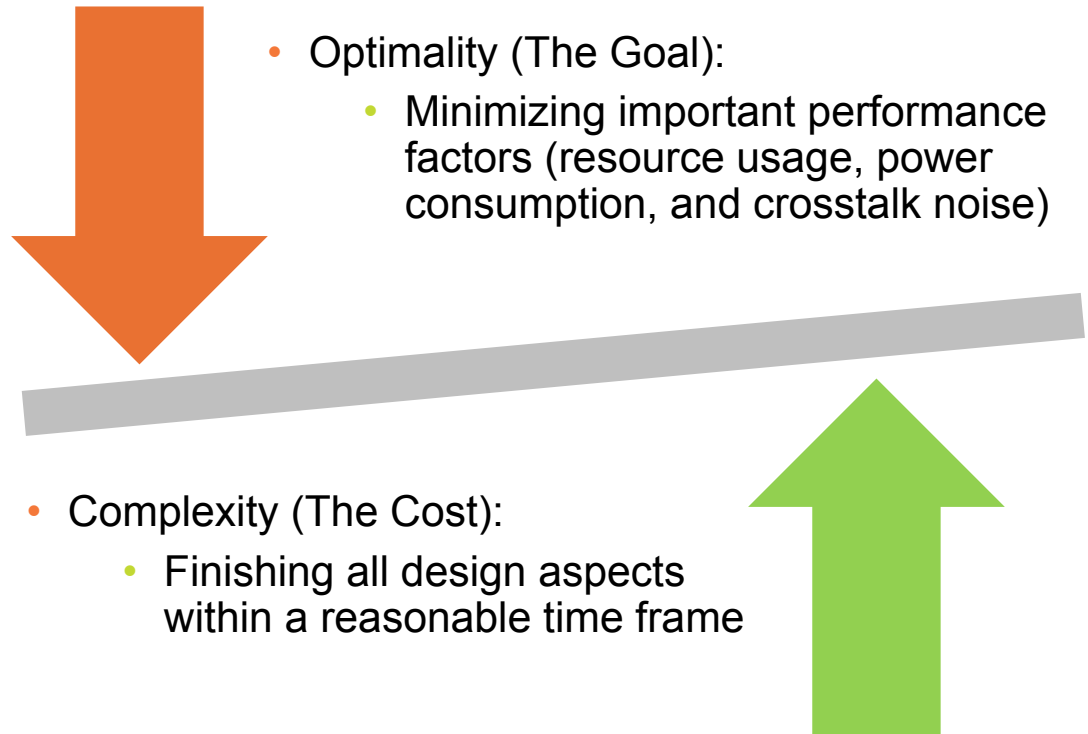 • Optimality (The Goal):
• Minimizing important performance
factors (resource usage, power
consumption, and crosstalk noise)
• Complexity (The Cost):
• Finishing all design aspects
within a reasonable time frame